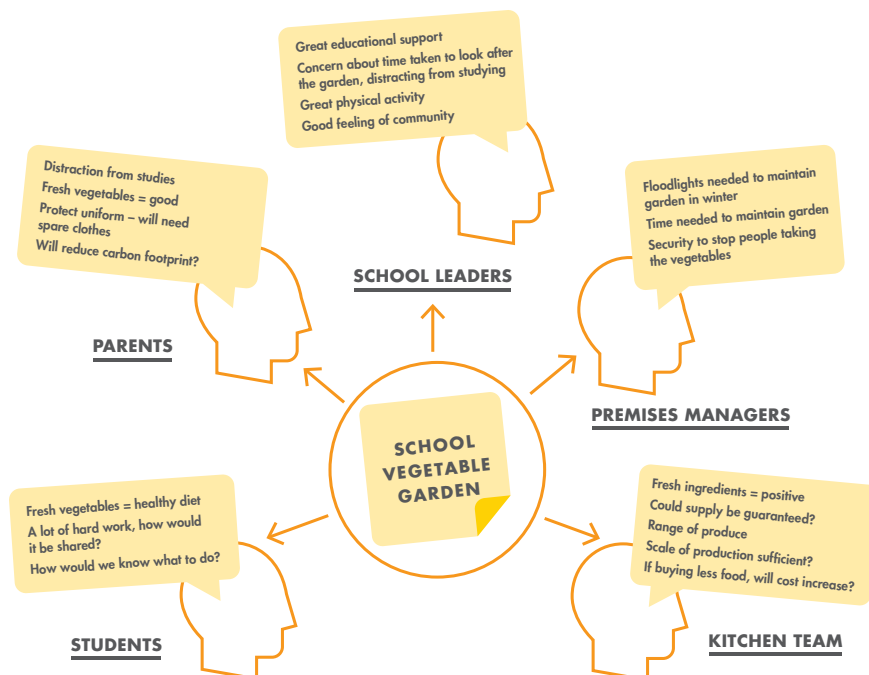 Great educational support
Concern about time taken to look after
the garden, distracting from studying
Great physical activity
Good feeling of community
SCHOOL LEADERS
Distraction from studies
Fresh vegetables = good
Protect uniform – will need
spare clothes
Will reduce carbon footprint?
PARENTS
Floodlights needed to maintain
garden in winter
Time needed to maintain garden
Security to stop people taking
the vegetables
PREMISES MANAGERS
SCHOOL
VEGETABLE
GARDEN
Fresh vegetables = healthy diet
A lot of hard work, how would
it be shared?
How would we know what to do?
STUDENTS
Fresh ingredients = positive
Could supply be guaranteed?
Range of produce
Scale of production sufficient?
If buying less food, will cost increase?
KITCHEN TEAM